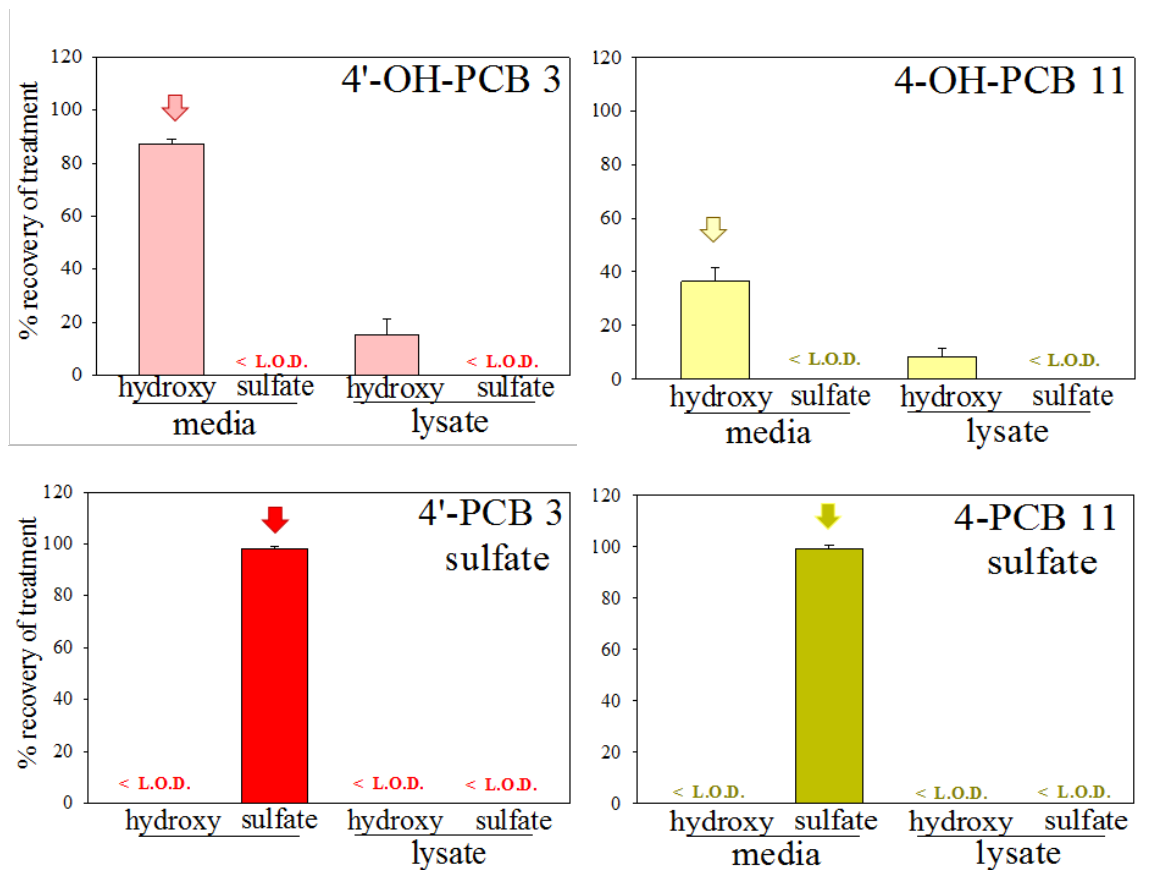 4'-OH-PCB 3
% recovery of treatment
120
100
80
60
40
20
0
< L.O.D. < L.O.D.
hydroxy sulfate hydroxy sulfate
media lysate
4-OH-PCB 11
120
100
80
60
40
20
0
< L.O.D. < L.O.D.
hydroxy sulfate hydroxy sulfate
media lysate
4'-PCB 3
sulfate
% recovery of treatment
120
100
80
60
40
20
0
< L.O.D. < L.O.D. < L.O.D.
hydroxy sulfate hydroxy sulfate
lysate
4-PCB 11
sulfate
120
100
80
60
40
20
0
< L.O.D. < L.O.D. < L.O.D.
hydroxy sulfate hydroxy sulfate
media lysate